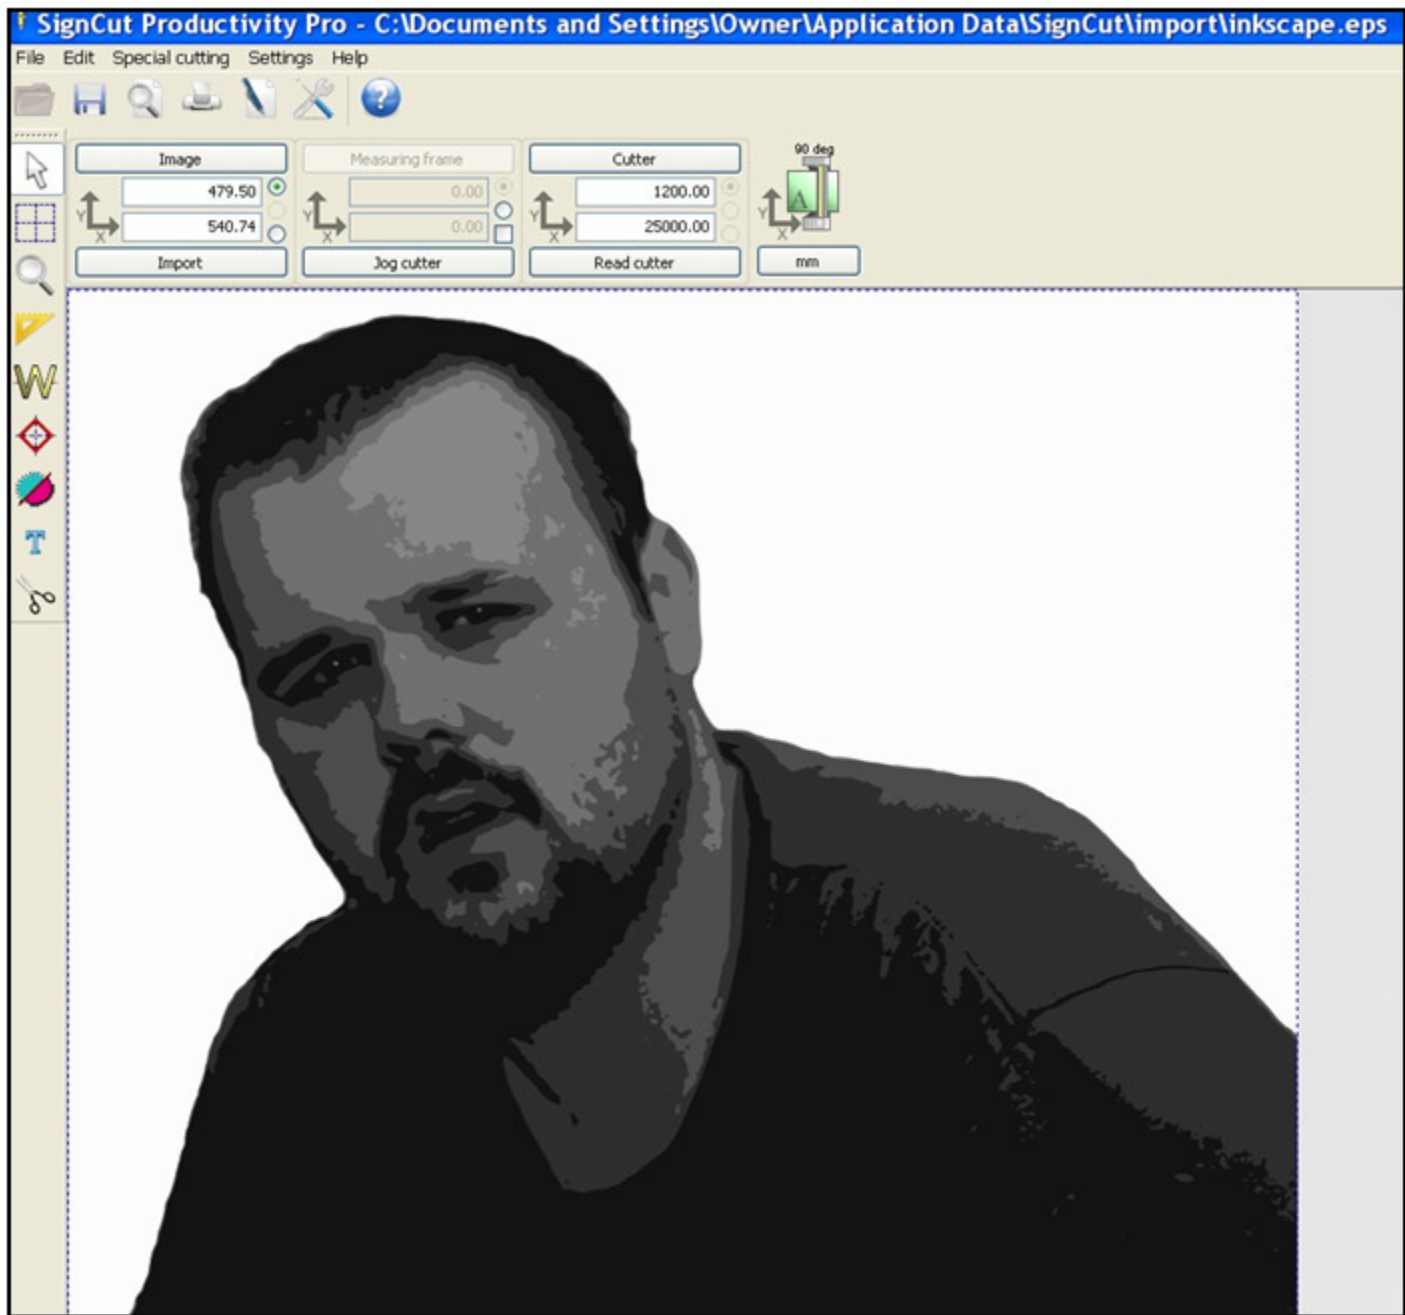 SignCut Productivity Pro - C:\Documents and Settings\Owner\Application Data\SignCut\import\inkscape.eps
File Edit Special cutting Settings Help
Image Measuring frame Cutter 90 deg
479.50 0.00 1200.00
540.74 0.00 25000.00
Import Jog cutter Read cutter mm